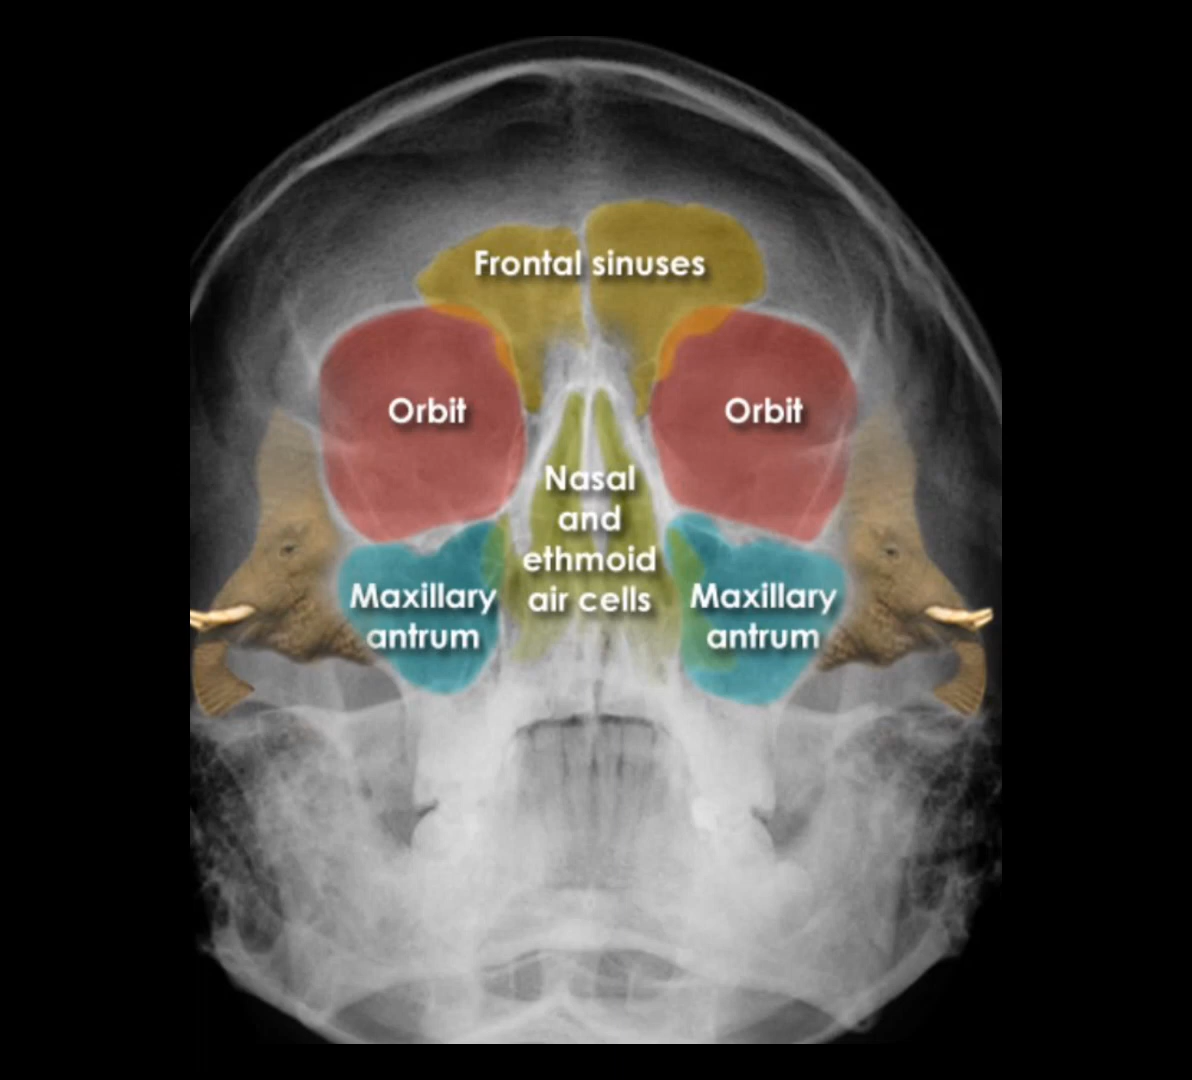 Frontal sinuses
Orbit
Orbit
Nasal
and
ethmoid
air cells
Maxillary
antrum
Maxillary
antrum